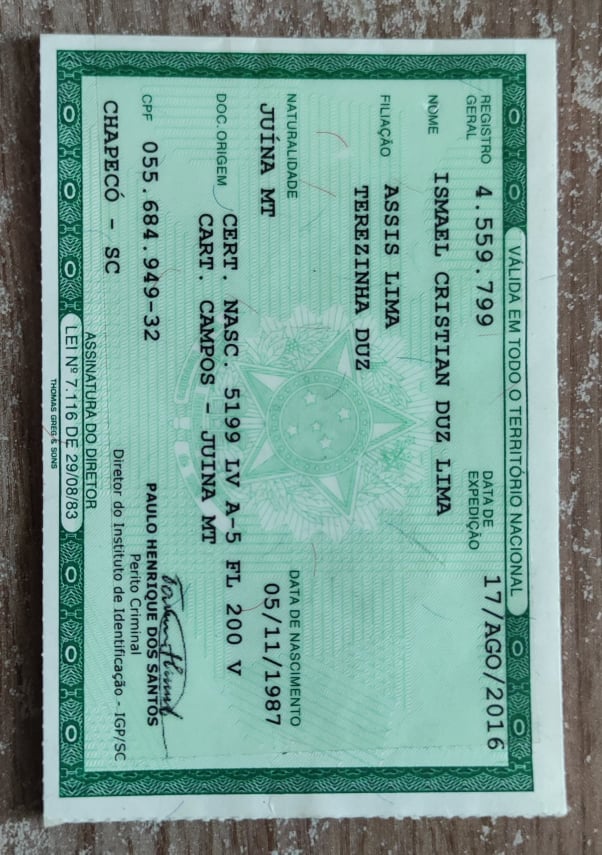 VÁLIDA EM TODO O TERRITÓRIO NACIONAL
REGISTRO GERAL 4.559.799 DATA DE EXPEDIÇÃO 17/AGO/2016
NOME ISMAEL CRISTIAN DUZ LIMA
FILIAÇÃO ASSIS LIMA
TEREZINHA DUZ
NATURALIDADE DATA DE NASCIMENTO
JUÍNA MT 05/11/1987
DOC. ORIGEM CERT. NASC. 5199 LV A-5 FL 200 V
CART. CAMPOS - JUINA MT
CPF 055.684.949-32 PAULO HENRIQUE DOS SANTOS
Perito Criminal
CHAPECÓ - SC Diretor do Instituto de Identificação - IGP/SC
ASSINATURA DO DIRETOR
LEI Nº 7.116 DE 29/08/83
THOMAS GREG & SONS